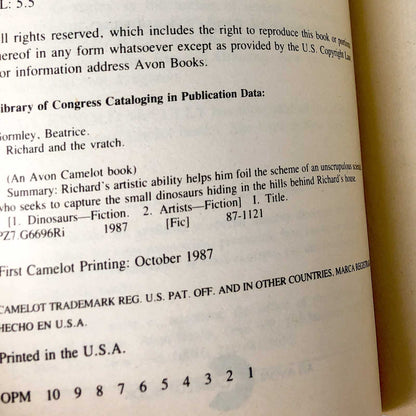 L: 5.5
ll rights reserved, which includes the right to reproduce this book or portions
hereof in any form whatsoever except as provided by the U.S. Copyright Law.
or information address Avon Books.
ibrary of Congress Cataloging in Publication Data:
ormley, Beatrice.
Richard and the vratch.
(An Avon Camelot book)
Summary: Richard's artistic ability helps him foil the scheme of an unscrupulous
who seeks to capture the small dinosaurs hiding in the hills behind Richard's house.
[1. Dinosaurs—Fiction. 2. Artists—Fiction] 1. Title.
PZ7.G6696Ri 1987 [Fic] 87-1121
First Camelot Printing: October 1987
CAMELOT TRADEMARK REG. U.S. PAT. OFF. AND IN OTHER COUNTRIES, MARCA REGISTRA
HECHO EN U.S.A.
Printed in the U.S.A.
OPM 10 9 8 7 6 5 4 3 2 1